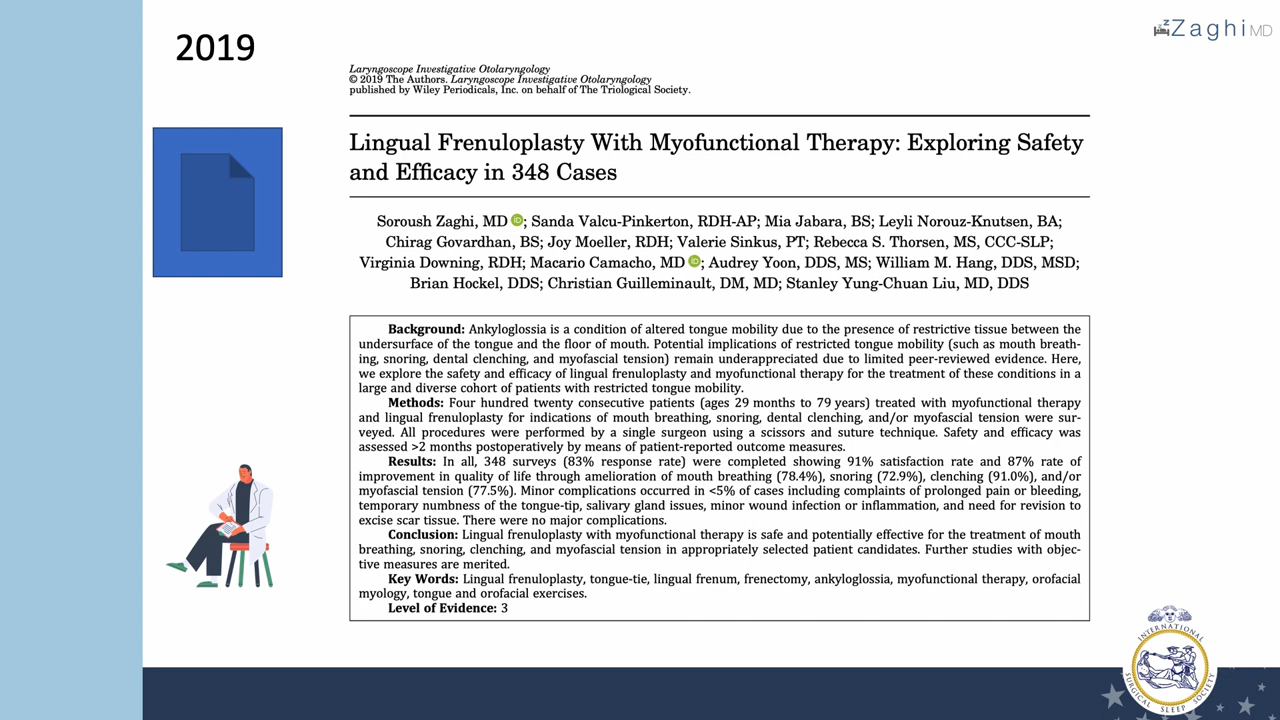 2019
Zaghi MD
Laryngoscope Investigative Otolaryngology
© 2019 The Authors. Laryngoscope Investigative Otolaryngology
published by Wiley Periodicals, Inc. on behalf of The Triological Society.
Lingual Frenuloplasty With Myofunctional Therapy: Exploring Safety
and Efficacy in 348 Cases
Soroush Zaghi, MD iD; Sanda Valcu-Pinkerton, RDH-AP; Mia Jabara, BS; Leyli Norouz-Knutsen, BA;
Chirag Govardhan, BS; Joy Moeller, RDH; Valerie Sinkus, PT; Rebecca S. Thorsen, MS, CCC-SLP;
Virginia Downing, RDH; Macario Camacho, MD iD; Audrey Yoon, DDS, MS; William M. Hang, DDS, MSD;
Brian Hockel, DDS; Christian Guilleminault, DM, MD; Stanley Yung-Chuan Liu, MD, DDS
Background: Ankyloglossia is a condition of altered tongue mobility due to the presence of restrictive tissue between the
undersurface of the tongue and the floor of mouth. Potential implications of restricted tongue mobility (such as mouth breath-
ing, snoring, dental clenching, and myofascial tension) remain underappreciated due to limited peer-reviewed evidence. Here,
we explore the safety and efficacy of lingual frenuloplasty and myofunctional therapy for the treatment of these conditions in a
large and diverse cohort of patients with restricted tongue mobility.
Methods: Four hundred twenty consecutive patients (ages 29 months to 79 years) treated with myofunctional therapy
and lingual frenuloplasty for indications of mouth breathing, snoring, dental clenching, and/or myofascial tension were sur-
veyed. All procedures were performed by a single surgeon using a scissors and suture technique. Safety and efficacy was
assessed >2 months postoperatively by means of patient-reported outcome measures.
Results: In all, 348 surveys (83% response rate) were completed showing 91% satisfaction rate and 87% rate of
improvement in quality of life through amelioration of mouth breathing (78.4%), snoring (72.9%), clenching (91.0%), and/or
myofascial tension (77.5%). Minor complications occurred in <5% of cases including complaints of prolonged pain or bleeding,
temporary numbness of the tongue-tip, salivary gland issues, minor wound infection or inflammation, and need for revision to
excise scar tissue. There were no major complications.
Conclusion: Lingual frenuloplasty with myofunctional therapy is safe and potentially effective for the treatment of mouth
breathing, snoring, clenching, and myofascial tension in appropriately selected patient candidates. Further studies with objec-
tive measures are merited.
Key Words: Lingual frenuloplasty, tongue-tie, lingual frenum, frenectomy, ankyloglossia, myofunctional therapy, orofacial
myology, tongue and orofacial exercises.
Level of Evidence: 3
INTERNATIONAL
SURGICAL SLEEP SOCIETY